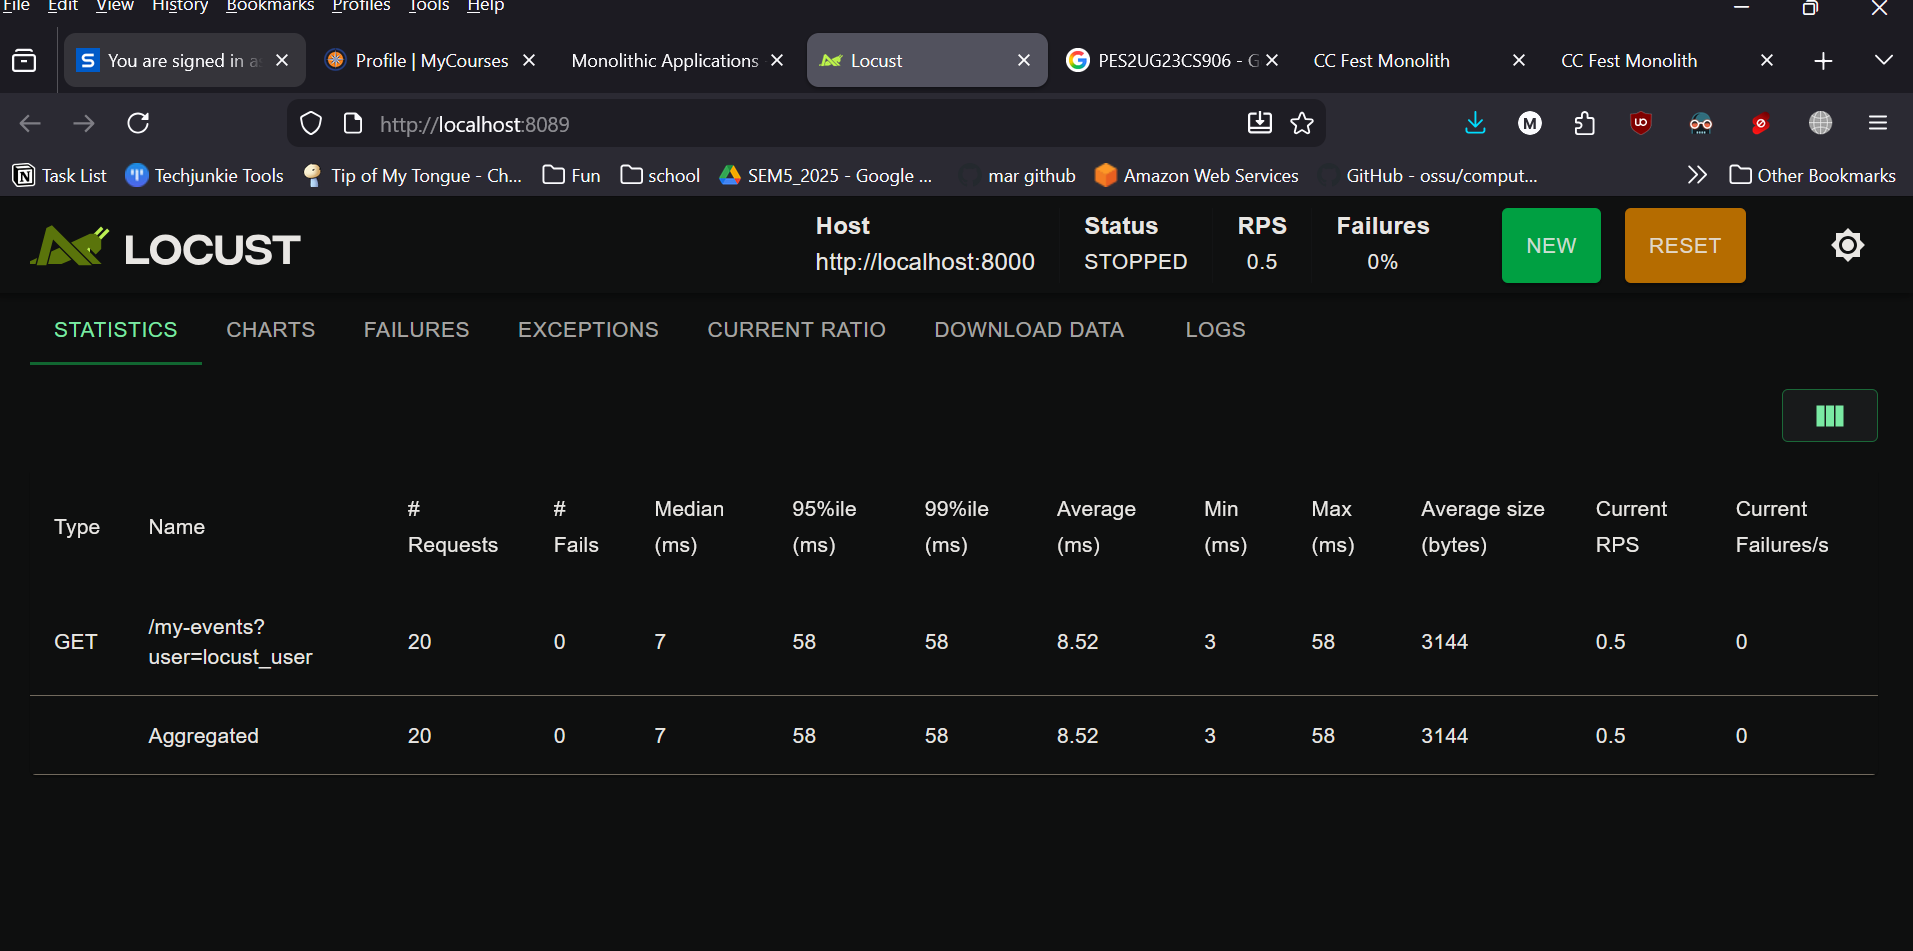 File Edit View History Bookmarks Profiles Tools Help
You are signed in a
Profile | MyCourses
Monolithic Applications
Locust
PES2UG23CS906 - G
CC Fest Monolith
CC Fest Monolith
http://localhost:8089
Task List Techjunkie Tools Tip of My Tongue - Ch... Fun school SEM5_2025 - Google ... mar github Amazon Web Services GitHub - ossu/comput... Other Bookmarks
LOCUST
Host
http://localhost:8000
Status
STOPPED
RPS
0.5
Failures
0%
NEW
RESET
STATISTICS CHARTS FAILURES EXCEPTIONS CURRENT RATIO DOWNLOAD DATA LOGS
Type Name # Requests # Fails Median (ms) 95%ile (ms) 99%ile (ms) Average (ms) Min (ms) Max (ms) Average size (bytes) Current RPS Current Failures/s
GET /my-events?user=locust_user 20 0 7 58 58 8.52 3 58 3144 0.5 0
Aggregated 20 0 7 58 58 8.52 3 58 3144 0.5 0